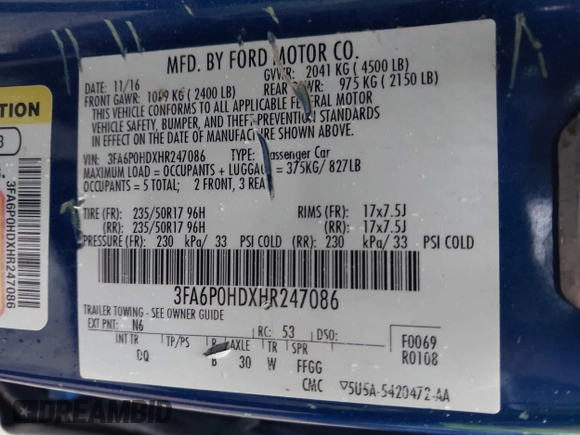 MFD. BY FORD MOTOR CO.
DATE: 11/16 GVWR: 2041 KG ( 4500 LB)
FRONT GAWR: 1089 KG ( 2400 LB) REAR GAWR: 975 KG ( 2150 LB)
THIS VEHICLE CONFORMS TO ALL APPLICABLE FEDERAL MOTOR
VEHICLE SAFETY, BUMPER, AND THEFT PREVENTION STANDARDS
IN EFFECT ON THE DATE OF MANUFACTURE SHOWN ABOVE.
VIN: 3FA6P0HDXHR247086 TYPE: Passenger Car
MAXIMUM LOAD = OCCUPANTS + LUGGAGE = 375KG/ 827LB
OCCUPANTS = 5 TOTAL; 2 FRONT, 3 REAR
TIRE (FR): 235/50R17 96H RIMS (FR): 17x7.5J
(RR): 235/50R17 96H (RR): 17x7.5J
PRESSURE (FR): 230 kPa/ 33 PSI COLD (RR): 230 kPa/ 33 PSI COLD
3FA6P0HDXHR247086
TRAILER TOWING - SEE OWNER GUIDE
EXT PNT: N6 RC: 53 DSO: F0069
INT TR TP/PS R AXLE TR SPR R0108
DQ B 30 W FFGG
CMC 5U5A-5420472-AA
3FA6P0HDXHR247086
DREAMBID